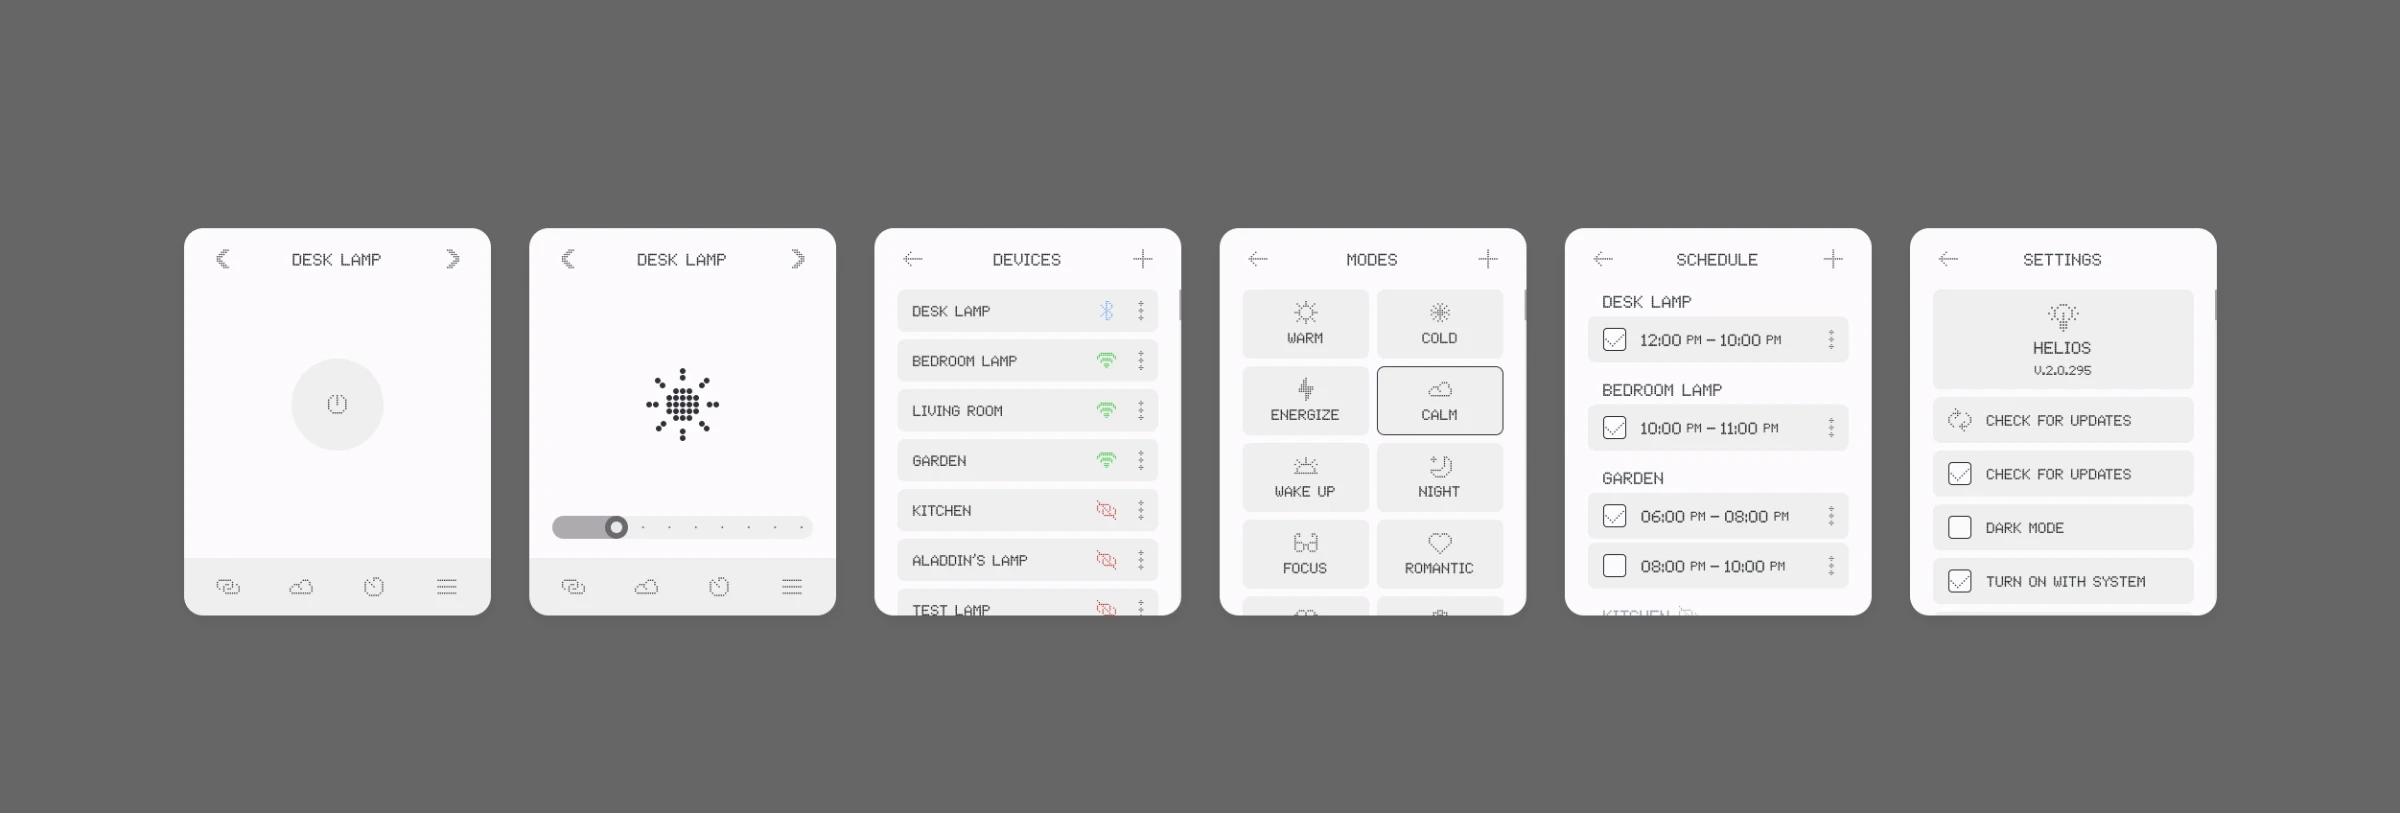 DESK LAMP
DESK LAMP
DEVICES
DESK LAMP
BEDROOM LAMP
LIVING ROOM
GARDEN
KITCHEN
ALADDIN'S LAMP
TEST LAMP
MODES
WARM
COLD
ENERGIZE
CALM
WAKE UP
NIGHT
FOCUS
ROMANTIC
SCHEDULE
DESK LAMP
12:00 PM – 10:00 PM
BEDROOM LAMP
10:00 PM – 11:00 PM
GARDEN
06:00 PM – 08:00 PM
08:00 PM – 10:00 PM
KITCHEN
SETTINGS
HELIOS
V.2.0.295
CHECK FOR UPDATES
CHECK FOR UPDATES
DARK MODE
TURN ON WITH SYSTEM